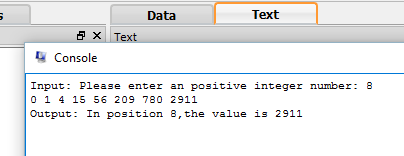 s
Data
Text
Text
Console
Input: Please enter an positive integer number: 8
0 1 4 15 56 209 780 2911
Output: In position 8,the value is 2911